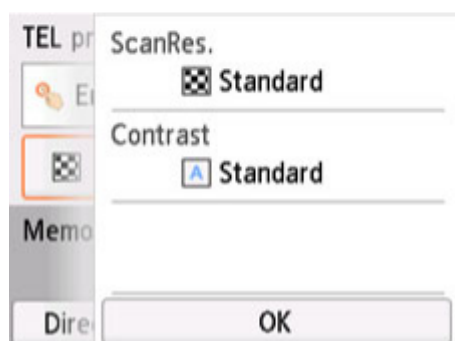 TEL pr
ScanRes.
Standard
Contrast
A Standard
Memo
Dire
OK